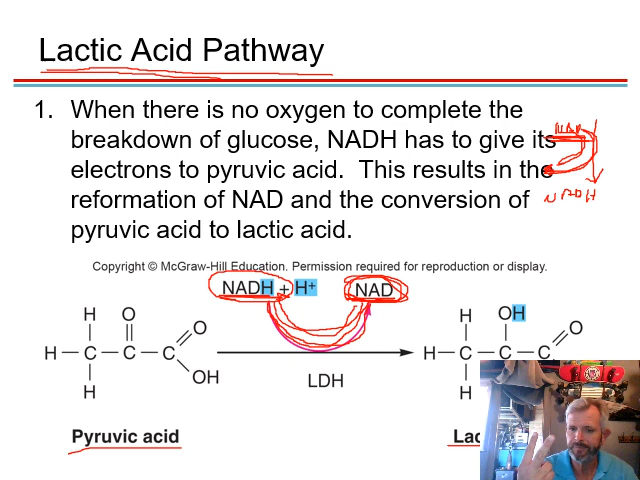 Lactic Acid Pathway
1. When there is no oxygen to complete the
breakdown of glucose, NADH has to give its
electrons to pyruvic acid. This results in the
reformation of NAD and the conversion of
pyruvic acid to lactic acid.
NAD
NADH
Copyright © McGraw-Hill Education. Permission required for reproduction or display.
NADH + H+ NAD
H O H OH
O O
H C C C H C C C
OH LDH
H H
Pyruvic acid Lac